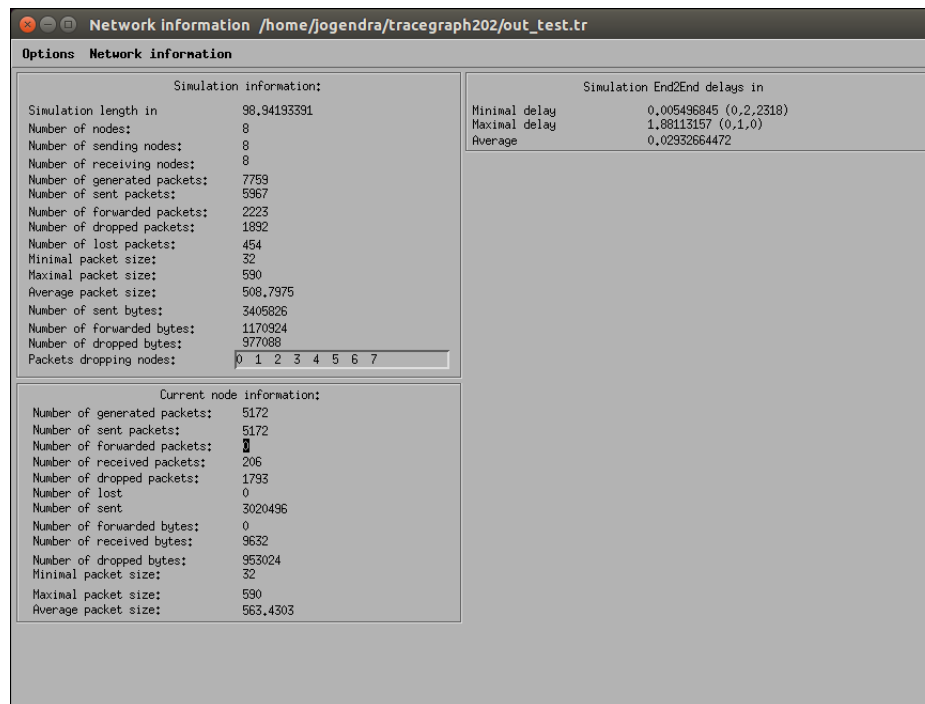 Network information /home/jogendra/tracegraph202/out_test.tr
Options Network information
Simulation information:
Simulation length in 98.94193391
Number of nodes: 8
Number of sending nodes: 8
Number of receiving nodes: 8
Number of generated packets: 7759
Number of sent packets: 5967
Number of forwarded packets: 2223
Number of dropped packets: 1892
Number of lost packets: 454
Minimal packet size: 32
Maximal packet size: 590
Average packet size: 508.7975
Number of sent bytes: 3405826
Number of forwarded bytes: 1170924
Number of dropped bytes: 977088
Packets dropping nodes: 0 1 2 3 4 5 6 7
Current node information:
Number of generated packets: 5172
Number of sent packets: 5172
Number of forwarded packets: 0
Number of received packets: 206
Number of dropped packets: 1793
Number of lost 0
Number of sent 3020496
Number of forwarded bytes: 0
Number of received bytes: 9632
Number of dropped bytes: 953024
Minimal packet size: 32
Maximal packet size: 590
Average packet size: 563.4303
Simulation End2End delays in
Minimal delay 0.005496845 (0,2,2318)
Maximal delay 1.88113157 (0,1,0)
Average 0.02932664472